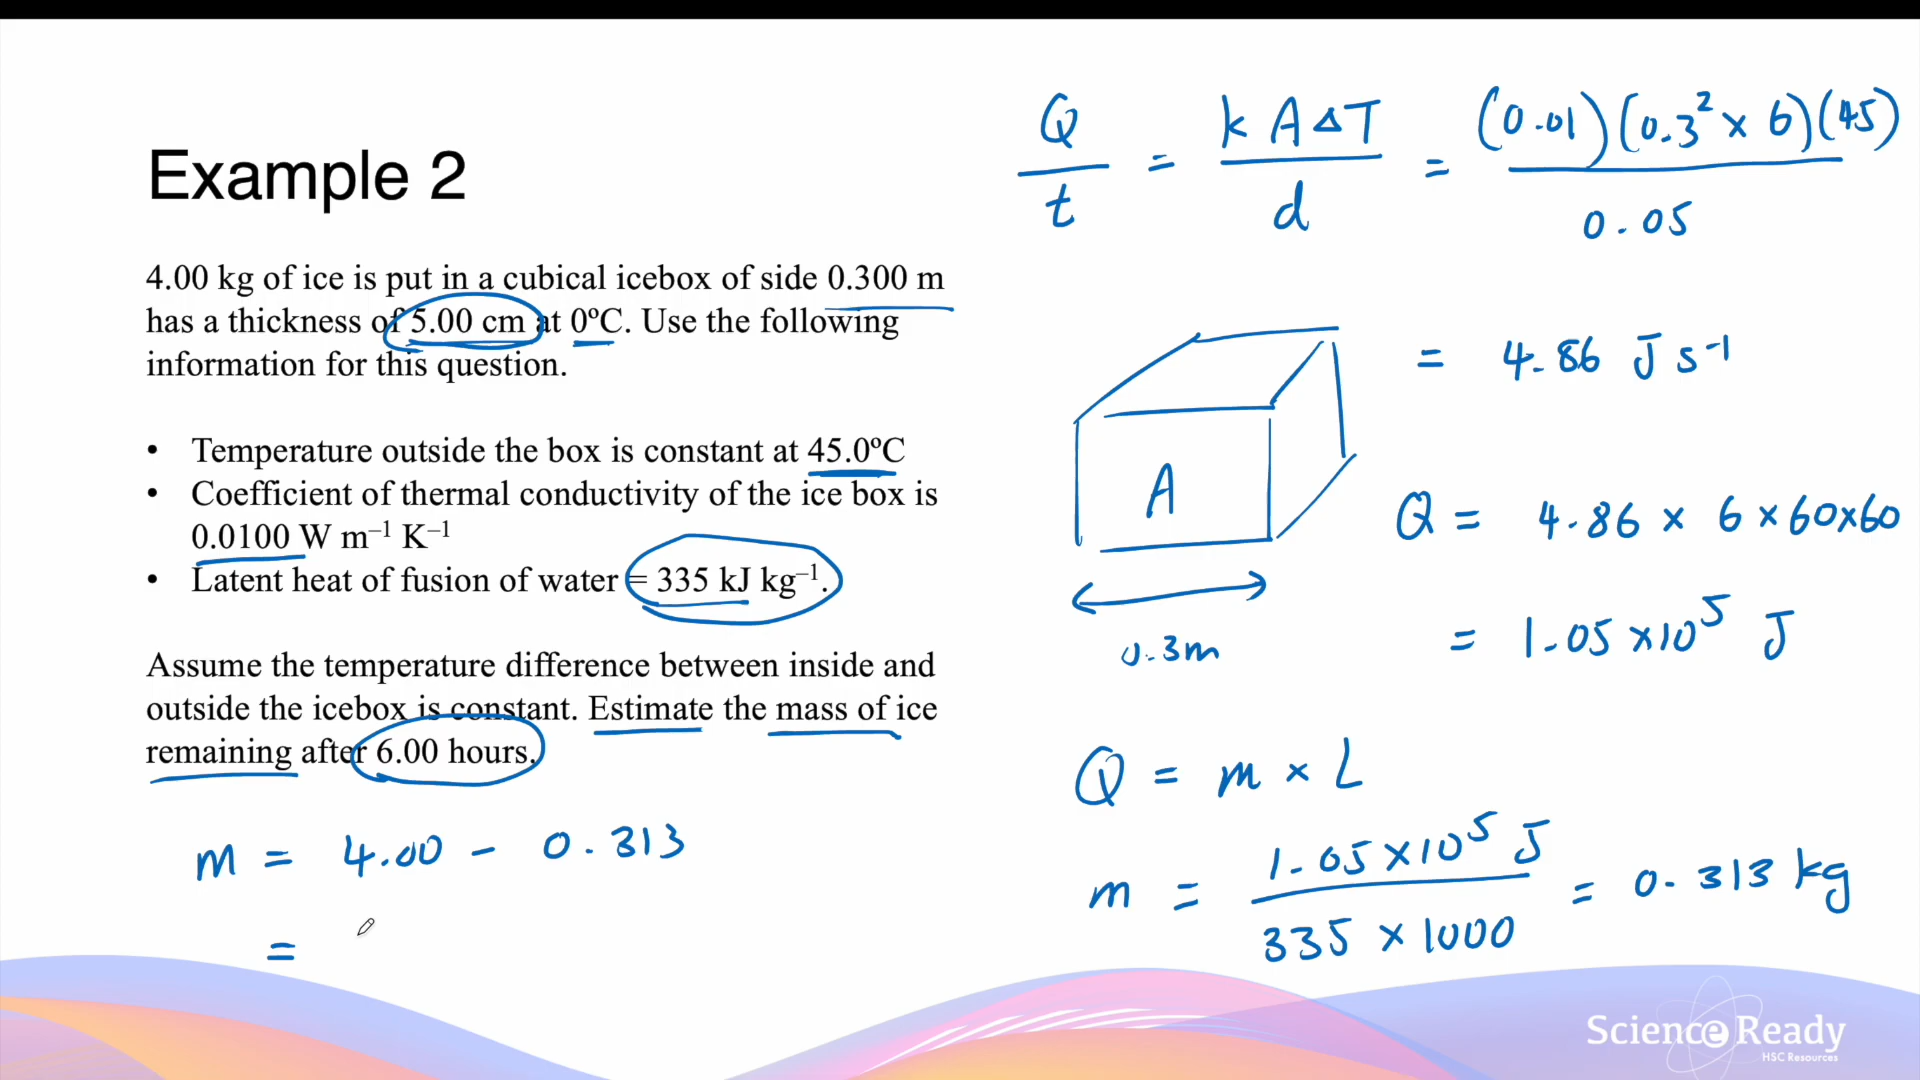 Example 2
4.00 kg of ice is put in a cubical icebox of side 0.300 m
has a thickness of 5.00 cm at 0ºC. Use the following
information for this question.
• Temperature outside the box is constant at 45.0ºC
• Coefficient of thermal conductivity of the ice box is
0.0100 W m⁻¹ K⁻¹
• Latent heat of fusion of water = 335 kJ kg⁻¹.
Assume the temperature difference between inside and
outside the icebox is constant. Estimate the mass of ice
remaining after 6.00 hours.
m = 4.00 - 0.313
=
Q/t = kAΔT/d = (0.01)(0.3² × 6)(45)/0.05
= 4.86 J s⁻¹
A
0.3m
Q = 4.86 × 6×60×60
= 1.05 ×10⁵ J
Q = m × L
m = 1.05×10⁵ J/335 × 1000 = 0.313 kg
Science Ready
HSC Resources